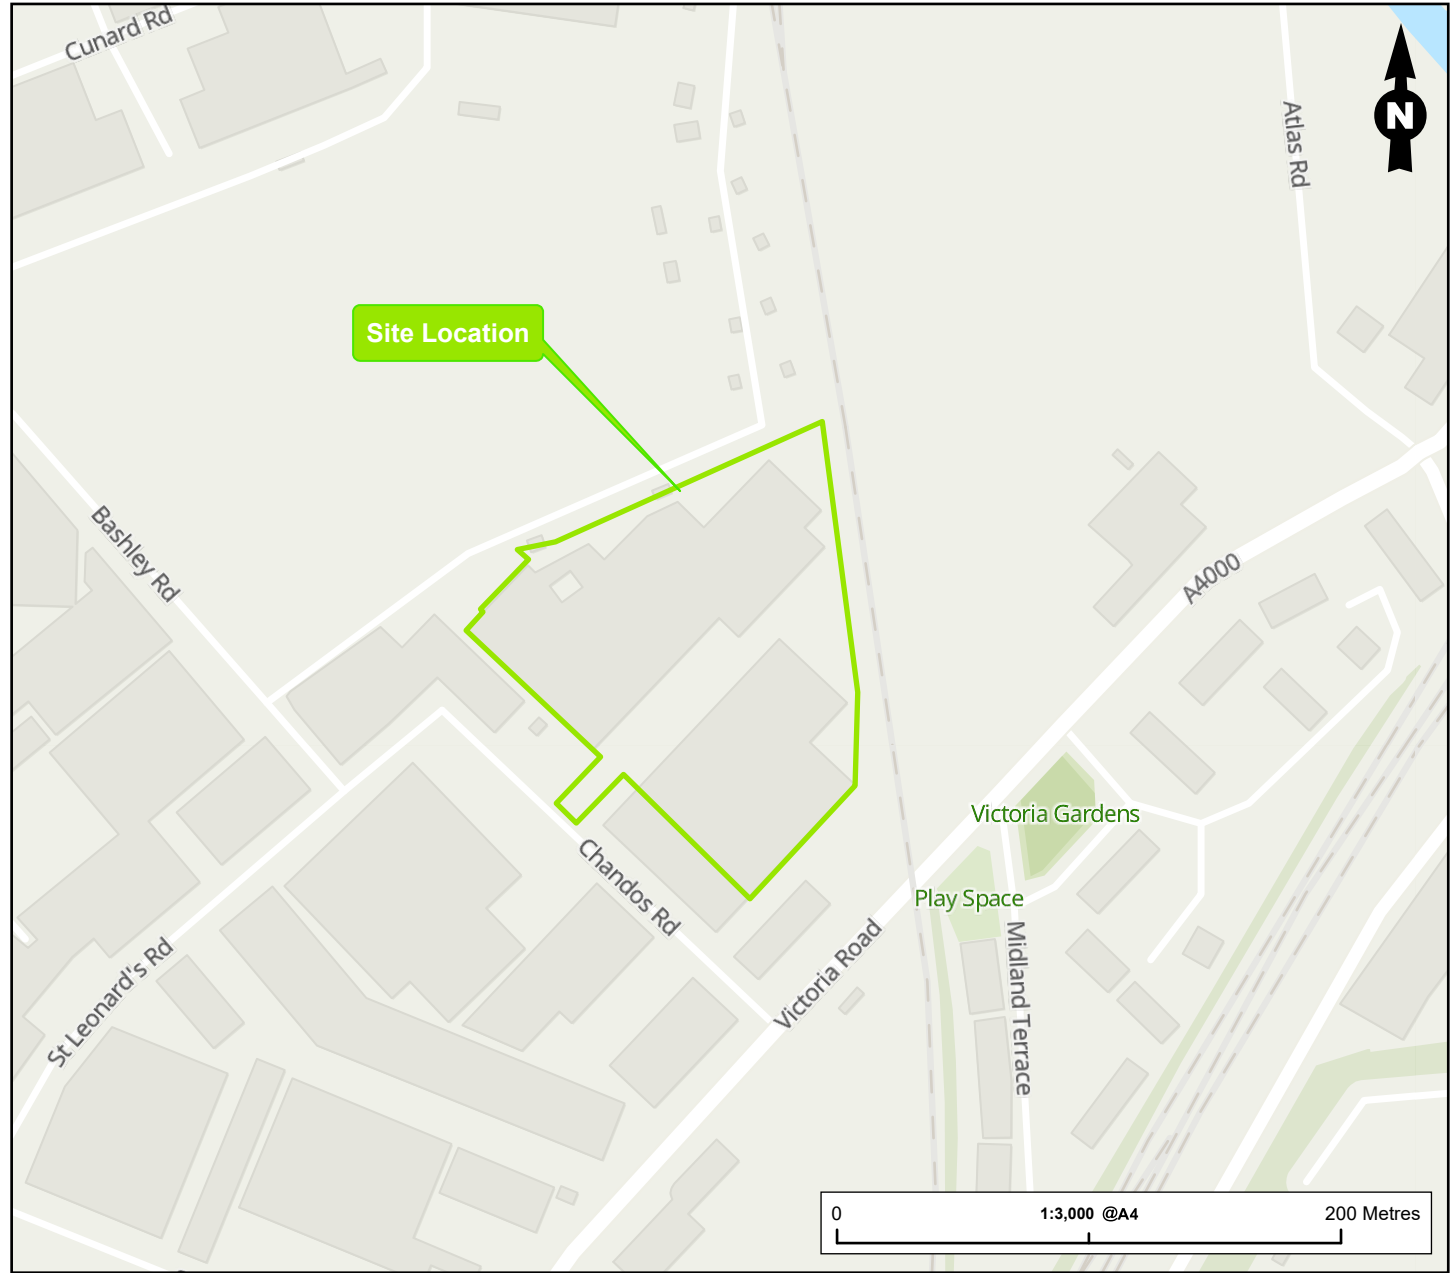 Cunard Rd
N
Atlas Rd
Site Location
Bashley Rd
A4000
Victoria Gardens
Chandos Rd
Play Space
Victoria Road
Midland Terrace
St Leonard's Rd
0 1:3,000 @A4 200 Metres